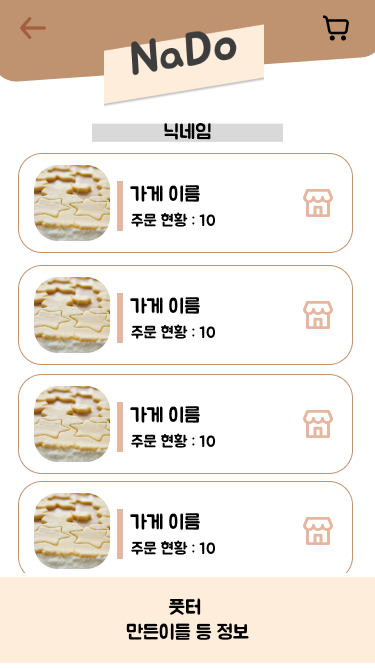 NaDo
닉네임
가게 이름
주문 현황 : 10
가게 이름
주문 현황 : 10
가게 이름
주문 현황 : 10
가게 이름
주문 현황 : 10
풋터
만든이들 등 정보